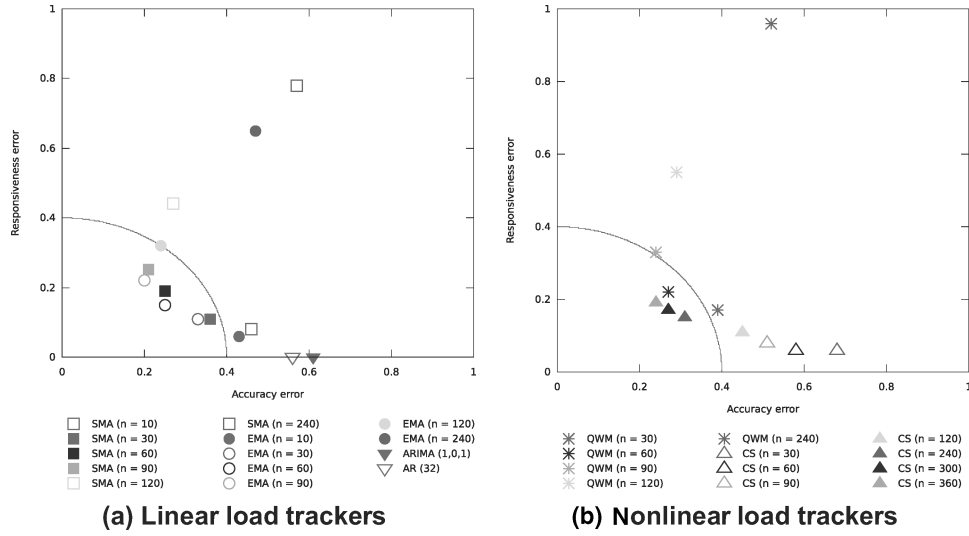 1
0.8
0.6
0.4
0.2
0
Responsiveness error
0 0.2 0.4 0.6 0.8 1
Accuracy error
SMA (n = 10)
SMA (n = 30)
SMA (n = 60)
SMA (n = 90)
SMA (n = 120)
SMA (n = 240)
EMA (n = 10)
EMA (n = 30)
EMA (n = 60)
EMA (n = 90)
EMA (n = 120)
EMA (n = 240)
ARIMA (1,0,1)
AR (32)
(a) Linear load trackers
1
0.8
0.6
0.4
0.2
0
Responsiveness error
0 0.2 0.4 0.6 0.8 1
Accuracy error
QWM (n = 30)
QWM (n = 60)
QWM (n = 90)
QWM (n = 120)
QWM (n = 240)
CS (n = 30)
CS (n = 60)
CS (n = 90)
CS (n = 120)
CS (n = 240)
CS (n = 300)
CS (n = 360)
(b) Nonlinear load trackers